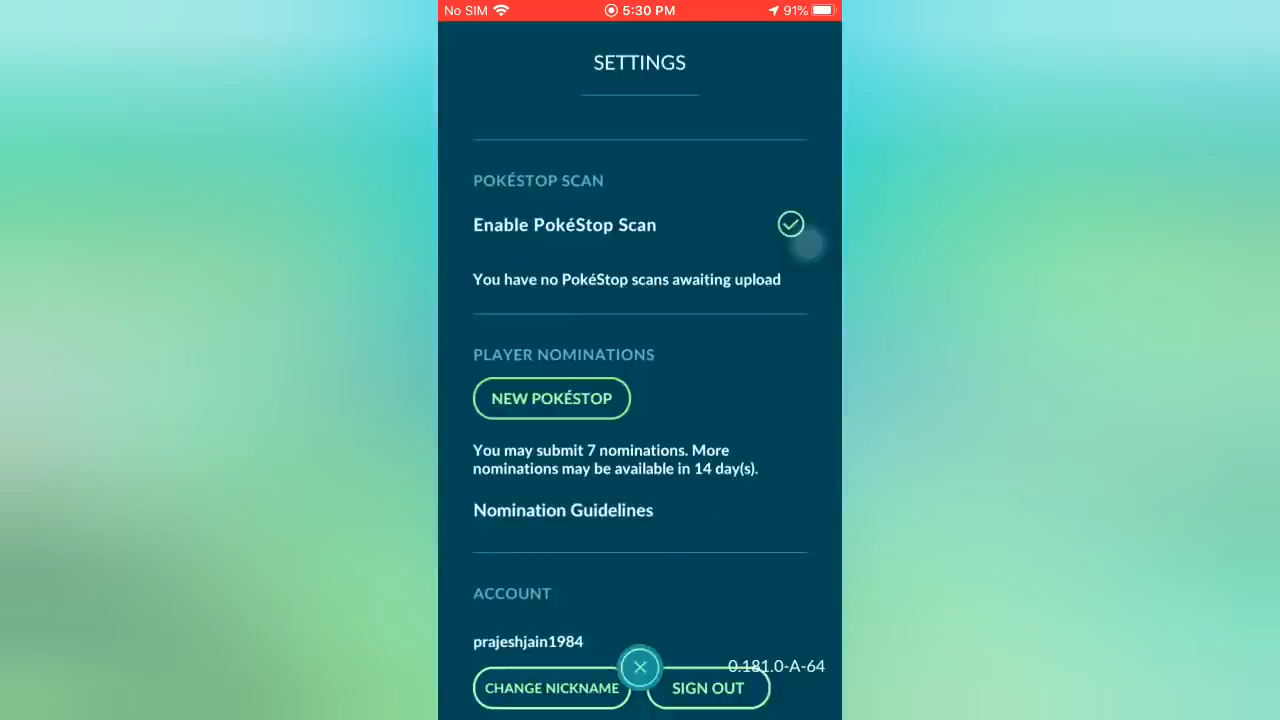 No SIM 5:30 PM 91%
SETTINGS
POKÉSTOP SCAN
Enable PokéStop Scan
You have no PokéStop scans awaiting upload
PLAYER NOMINATIONS
NEW POKÉSTOP
You may submit 7 nominations. More
nominations may be available in 14 day(s).
Nomination Guidelines
ACCOUNT
prajeshjain1984
0.181.0-A-64
CHANGE NICKNAME SIGN OUT